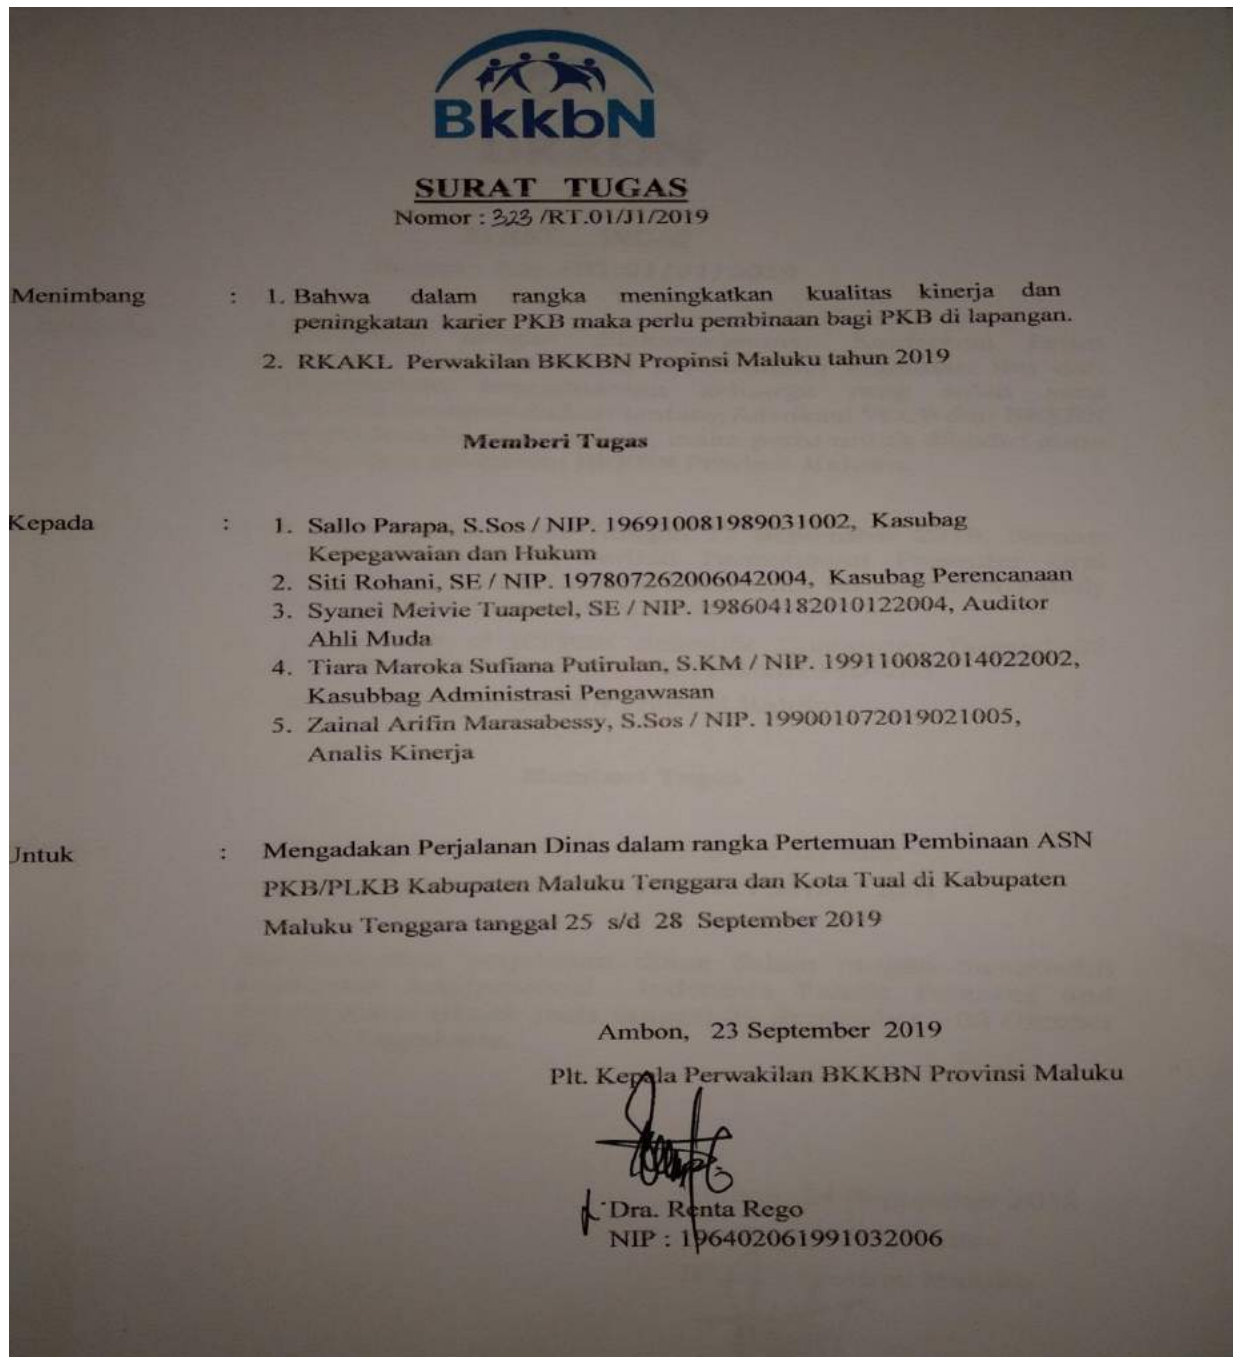 BkkbN
SURAT TUGAS
Nomor : 323 /RT.01/J1/2019
Menimbang : 1. Bahwa dalam rangka meningkatkan kualitas kinerja dan
peningkatan karier PKB maka perlu pembinaan bagi PKB di lapangan.
2. RKAKL Perwakilan BKKBN Propinsi Maluku tahun 2019
Memberi Tugas
Kepada : 1. Sallo Parapa, S.Sos / NIP. 196910081989031002, Kasubag
Kepegawaian dan Hukum
2. Siti Rohani, SE / NIP. 197807262006042004, Kasubag Perencanaan
3. Syanei Meivie Tuapetel, SE / NIP. 198604182010122004, Auditor
Ahli Muda
4. Tiara Maroka Sufiana Putirulan, S.KM / NIP. 199110082014022002,
Kasubbag Administrasi Pengawasan
5. Zainal Arifin Marasabessy, S.Sos / NIP. 199001072019021005,
Analis Kinerja
Untuk : Mengadakan Perjalanan Dinas dalam rangka Pertemuan Pembinaan ASN
PKB/PLKB Kabupaten Maluku Tenggara dan Kota Tual di Kabupaten
Maluku Tenggara tanggal 25 s/d 28 September 2019
Ambon, 23 September 2019
Plt. Kepala Perwakilan BKKBN Provinsi Maluku
Dra. Renta Rego
NIP : 196402061991032006